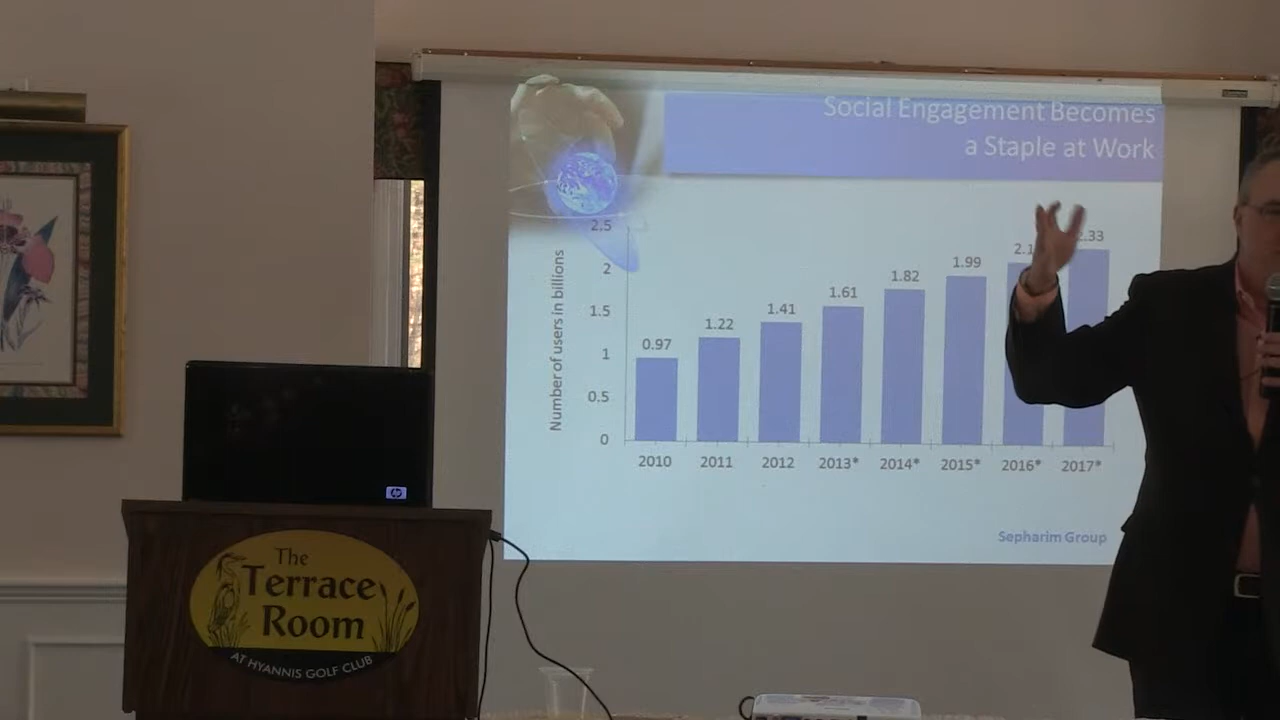 Social Engagement Becomes
a Staple at Work
Number of users in billions
2.5
2
1.5
1
0.5
0
0.97
1.22
1.41
1.61
1.82
1.99
2010
2011
2012
2013*
2014*
2015*
2016*
2017*
Sepharim Group
hp
The
Terrace
Room
AT HYANNIS GOLF CLUB